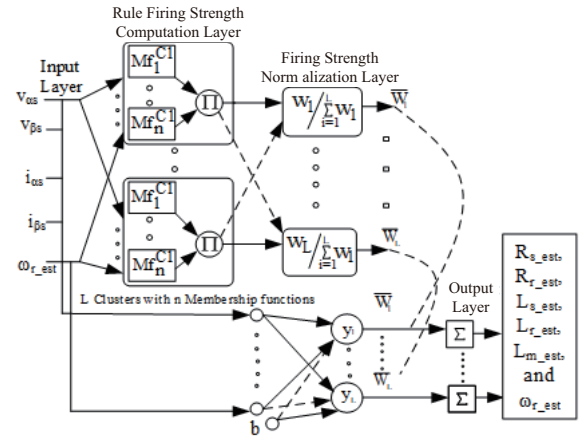 Rule Firing Strength
Computation Layer
Firing Strength
Norm alization Layer
Input
Layer
v_αs
v_βs
i_αs
i_βs
ω_r_est
Mf_1^C1
Mf_n^C1
Π
Mf_1^C1
Mf_n^C1
Π
w_1/Σ_{i=1}^{L}w_1
W̅_1
w_L/Σ_{i=1}^{L}w_1
W̅_L
L Clusters with n Membership functions
W̅_1
y_1
W̅_L
y_L
b
Output
Layer
Σ
Σ
R_s_est,
R_r_est,
L_s_est,
L_r_est,
L_m_est,
and
ω_r_est